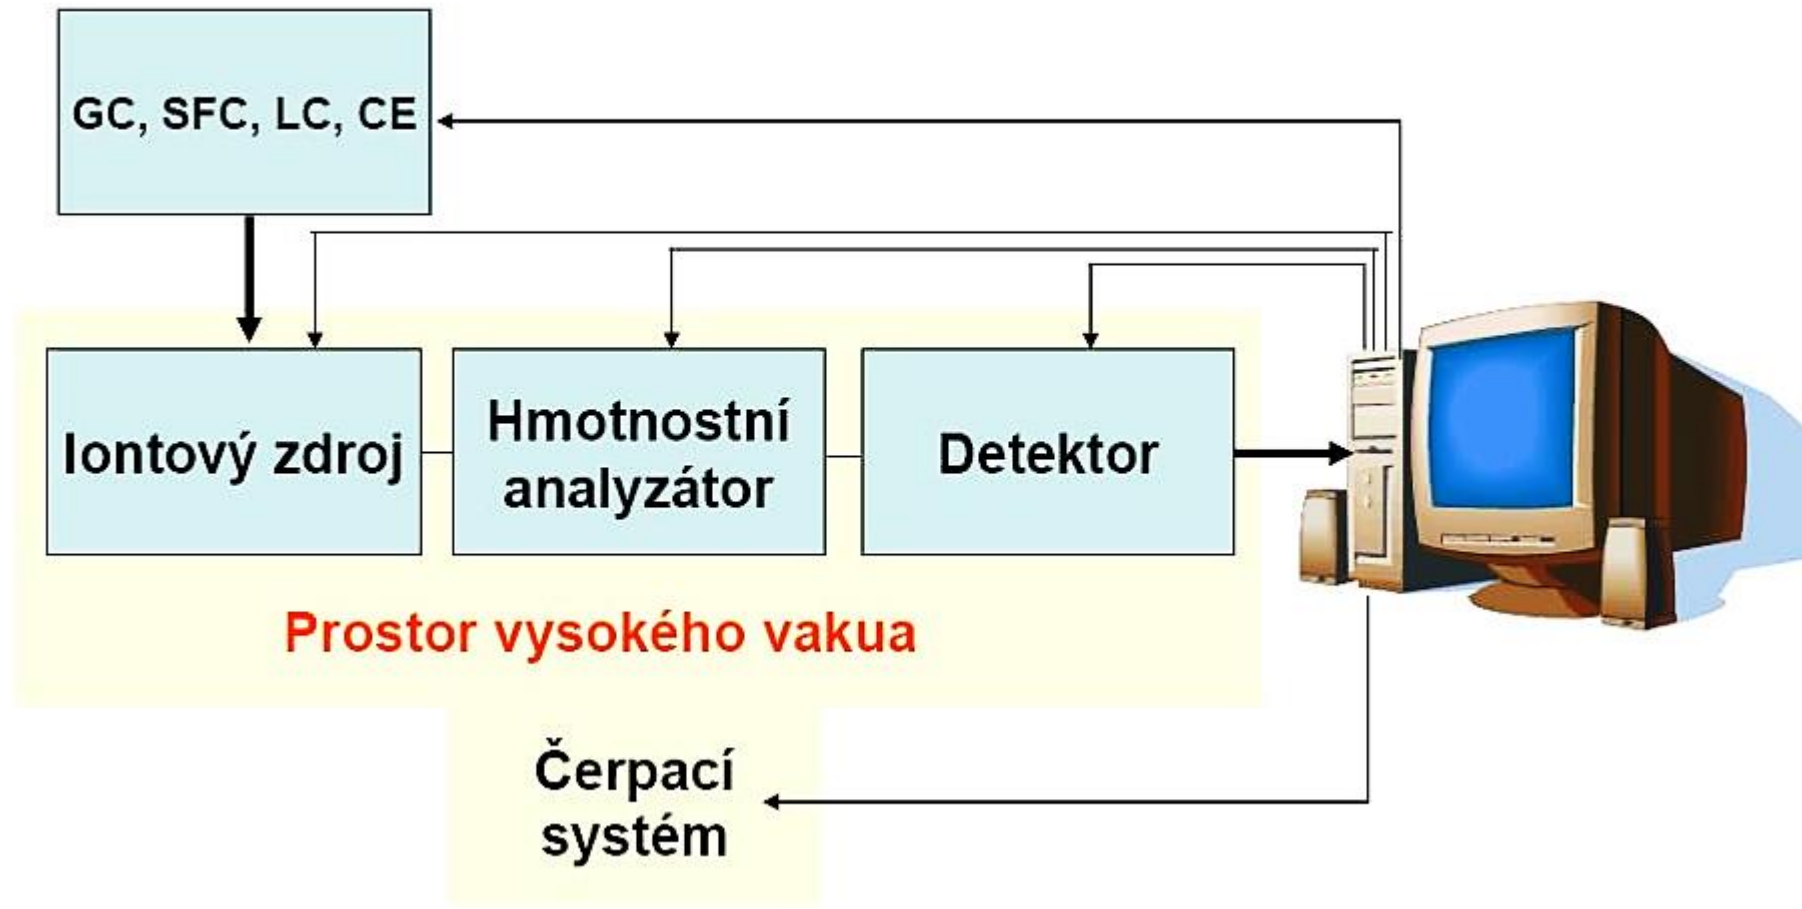 GC, SFC, LC, CE
Iontový zdroj
Hmotnostní
analyzátor
Detektor
Prostor vysokého vakua
Čerpací
systém